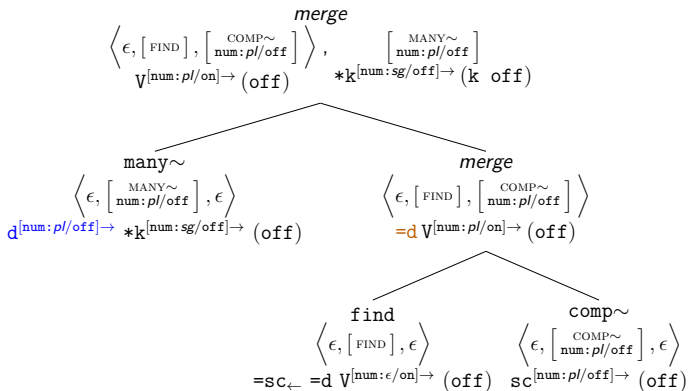 merge
⟨ϵ, [FIND], [COMP∼ num:pl/off]⟩, [MANY∼ num:pl/off]
V[num:pl/on]→ (off) *k[num:sg/off]→ (k off)
many∼ merge
⟨ϵ, [MANY∼ num:pl/off], ϵ⟩ ⟨ϵ, [FIND], [COMP∼ num:pl/off]⟩
d[num:pl/off]→ *k[num:sg/off]→ (off) =d V[num:pl/on]→ (off)
find comp∼
⟨ϵ, [FIND], ϵ⟩ ⟨ϵ, [COMP∼ num:pl/off], ϵ⟩
=sc← =d V[num:ϵ/on]→ (off) sc[num:pl/off]→ (off)